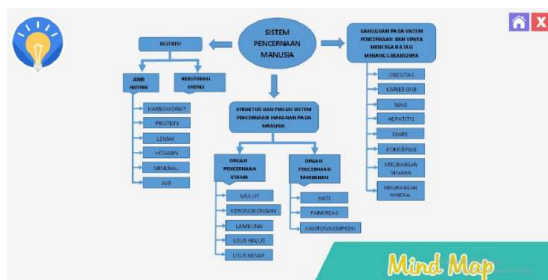 SISTEM
PENCERNAAN
MANUSIA
NUTRISI
JENIS
NUTRISI
KEBUTUHAN
ENERGI
KARBOHIDRAT
PROTEIN
LEMAK
VITAMIN
MINERAL
AIR
STRUKTUR DAN FUNGSI SISTEM
PENCERNAAN MAKANAN PADA
MANUSIA
ORGAN
PENCERNAAN
UTAMA
MULUT
KERONGKONGAN
LAMBUNG
USUS HALUS
USUS BESAR
ORGAN
PENCERNAAN
TAMBAHAN
HATI
PANKREAS
KANTUNG EMPEDU
GANGGUAN PADA SISTEM
PENCERNAAN DAN UPAYA
MENCEGAH ATAU
MENANGGULANGINYA
OBESITAS
KARIES GIGI
MAG
HEPATITIS
DIARE
KONSTIPASI
KEKURANGAN
VITAMIN
KEKURANGAN
MINERAL
X
Mind Map